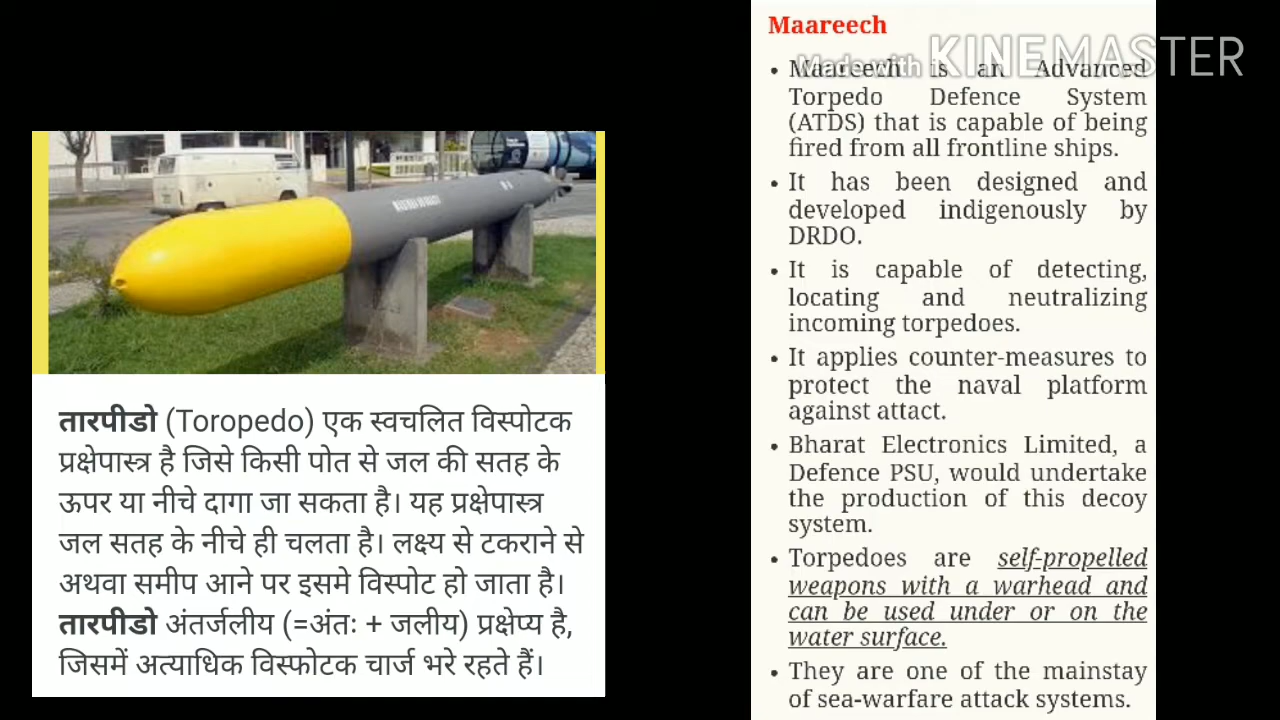 तारपीडो (Toropedo) एक स्वचलित विस्पोटक
प्रक्षेपास्त्र है जिसे किसी पोत से जल की सतह के
ऊपर या नीचे दागा जा सकता है। यह प्रक्षेपास्त्र
जल सतह के नीचे ही चलता है। लक्ष्य से टकराने से
अथवा समीप आने पर इसमे विस्पोट हो जाता है।
तारपीडो अंतर्जलीय (=अंतः + जलीय) प्रक्षेप्य है,
जिसमें अत्याधिक विस्फोटक चार्ज भरे रहते हैं।
Maareech
Made with KINEMASTER
• Maareech is an Advanced
Torpedo Defence System
(ATDS) that is capable of being
fired from all frontline ships.
• It has been designed and
developed indigenously by
DRDO.
• It is capable of detecting,
locating and neutralizing
incoming torpedoes.
• It applies counter-measures to
protect the naval platform
against attact.
• Bharat Electronics Limited, a
Defence PSU, would undertake
the production of this decoy
system.
• Torpedoes are self-propelled
weapons with a warhead and
can be used under or on the
water surface.
• They are one of the mainstay
of sea-warfare attack systems.